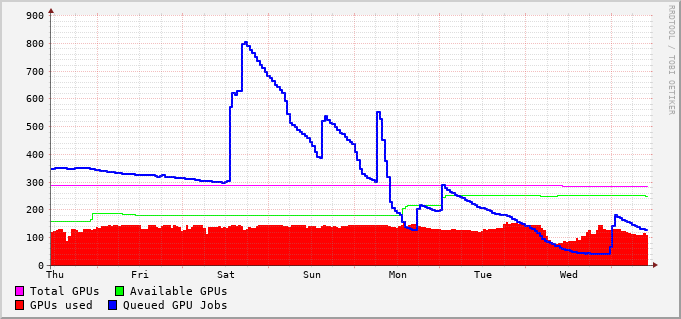 900
800
700
600
500
400
300
200
100
0
Thu Fri Sat Sun Mon Tue Wed
RRDTOOL / TOBI OETIKER
Total GPUs Available GPUs
GPUs used Queued GPU Jobs